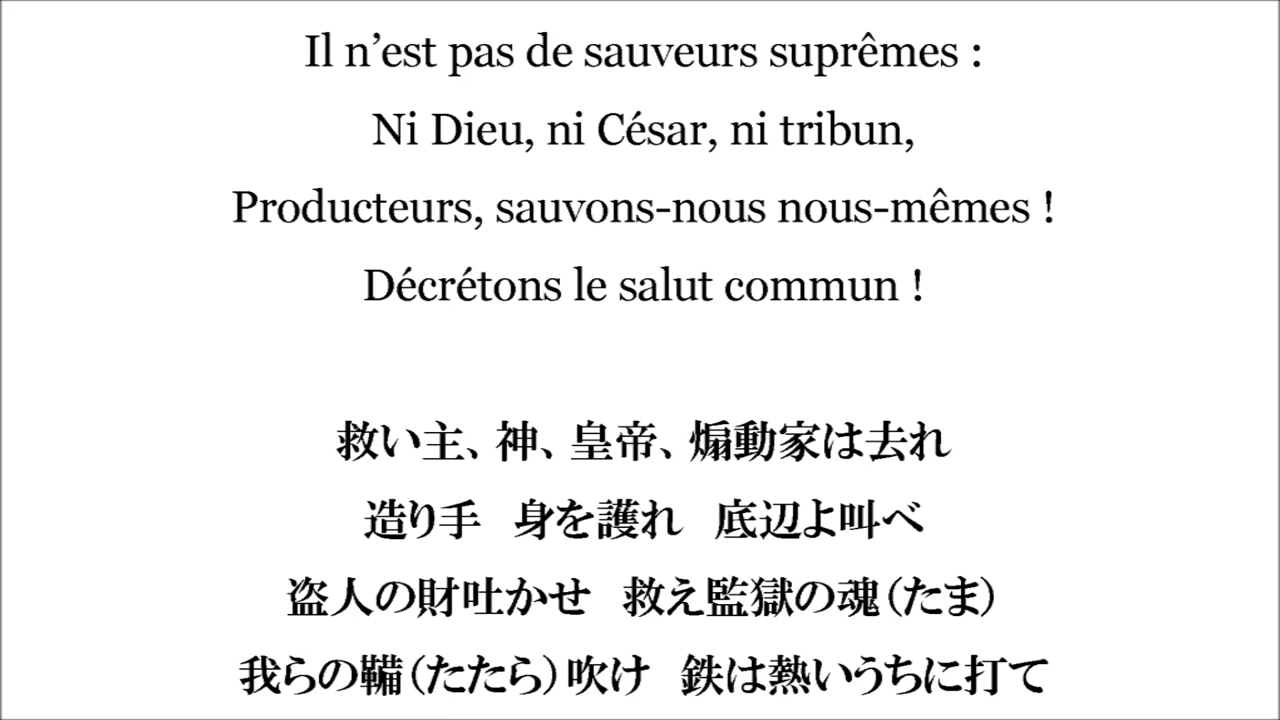 Il n’est pas de sauveurs suprêmes :
Ni Dieu, ni César, ni tribun,
Producteurs, sauvons-nous nous-mêmes !
Décrétons le salut commun !
救い主、神、皇帝、煽動家は去れ
造り手　身を護れ　底辺よ叫べ
盗人の財吐かせ　救え監獄の魂（たま）
我らの鞴（たたら）吹け　鉄は熱いうちに打て